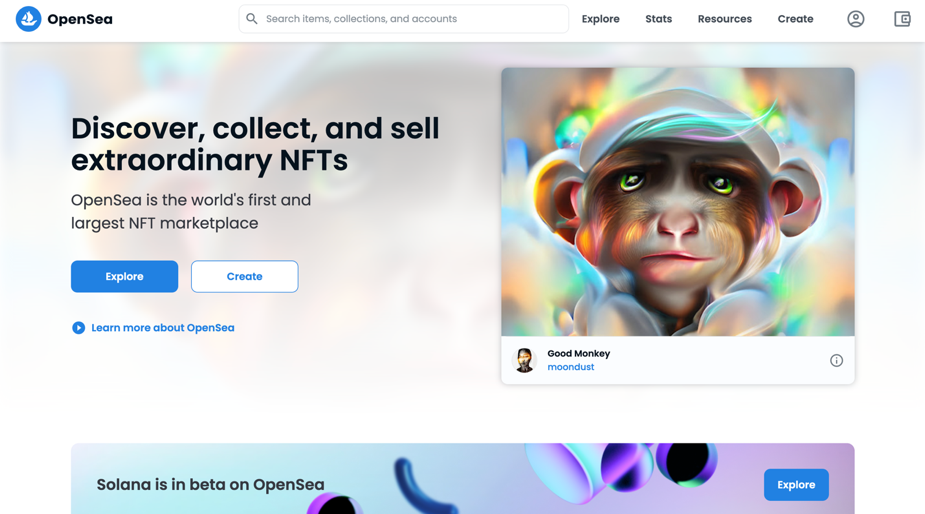 OpenSea
Search items, collections, and accounts
Explore
Stats
Resources
Create
Discover, collect, and sell
extraordinary NFTs
OpenSea is the world's first and
largest NFT marketplace
Explore
Create
Learn more about OpenSea
Good Monkey
moondust
Solana is in beta on OpenSea
Explore